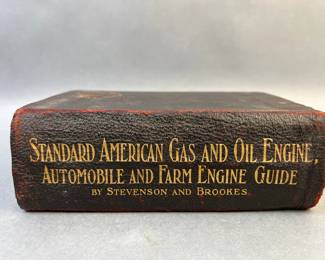 STANDARD AMERICAN GAS AND OIL ENGINE,
AUTOMOBILE AND FARM ENGINE GUIDE
BY STEVENSON AND BROOKES